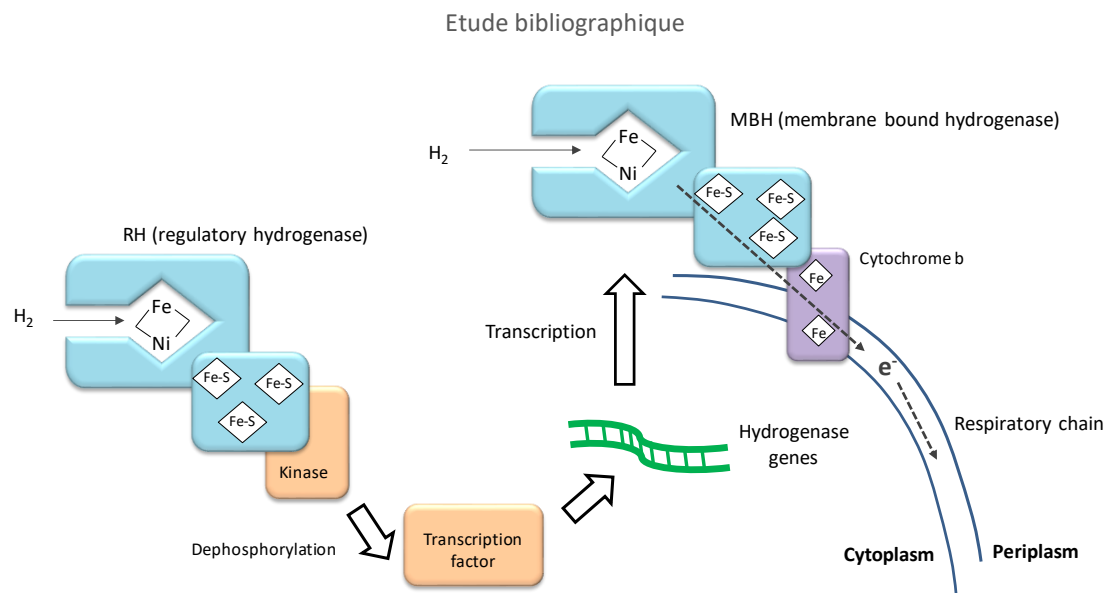 Etude bibliographique
MBH (membrane bound hydrogenase)
Fe
Ni
H2
Fe-S
Fe-S
Fe-S
Cytochrome b
Fe
Fe
e-
Respiratory chain
Cytoplasm
Periplasm
RH (regulatory hydrogenase)
H2
Fe
Ni
Fe-S
Fe-S
Fe-S
Kinase
Dephosphorylation
Transcription
factor
Hydrogenase
genes
Transcription